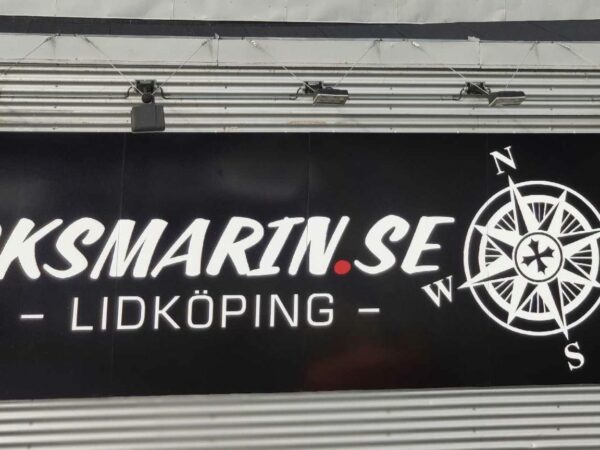 KSMARIN.SE
– LIDKÖPING –
N
W
S